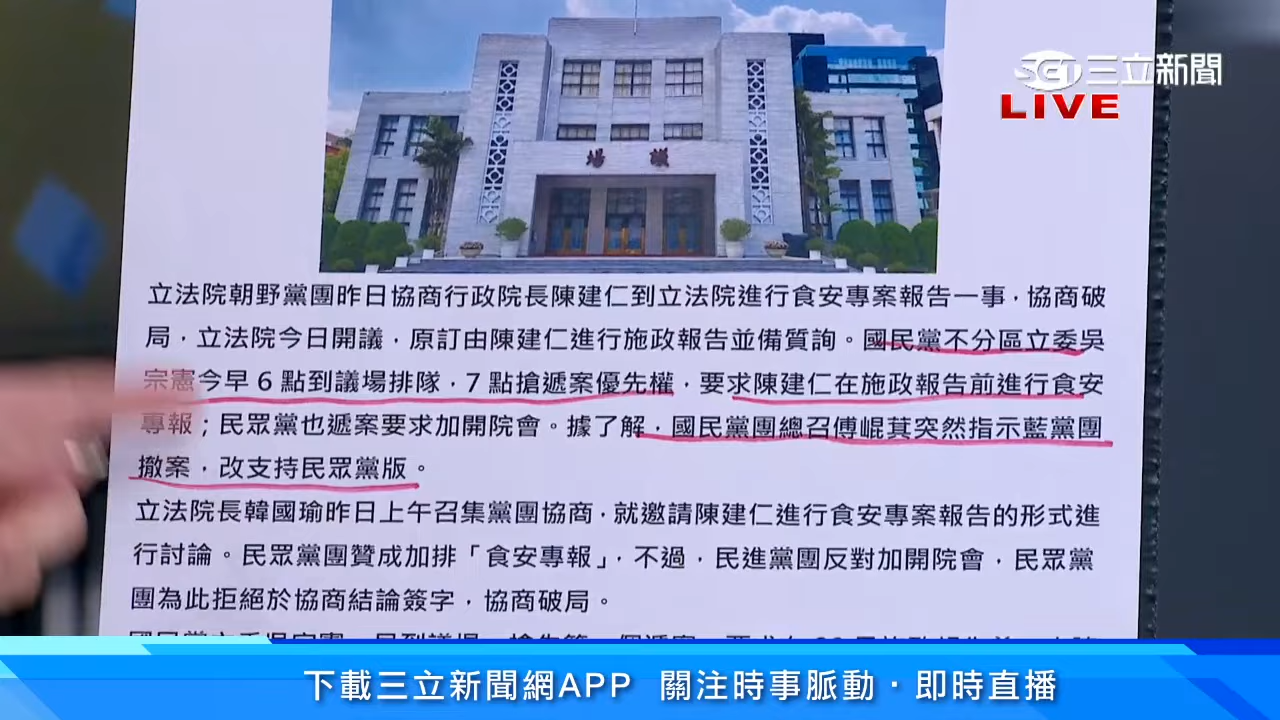 SET三立新聞
LIVE
場議
立法院朝野黨團昨日協商行政院長陳建仁到立法院進行食安專案報告一事，協商破
局，立法院今日開議，原訂由陳建仁進行施政報告並備質詢。國民黨不分區立委吳
宗憲今早6點到議場排隊，7點搶遞案優先權，要求陳建仁在施政報告前進行食安
專報；民眾黨也遞案要求加開院會。據了解，國民黨團總召傅崐萁突然指示藍黨團
撤案，改支持民眾黨版。
立法院長韓國瑜昨日上午召集黨團協商，就邀請陳建仁進行食安專案報告的形式進
行討論。民眾黨團贊成加排「食安專報」，不過，民進黨團反對加開院會，民眾黨
團為此拒絕於協商結論簽字，協商破局。
下載三立新聞網APP 關注時事脈動・即時直播